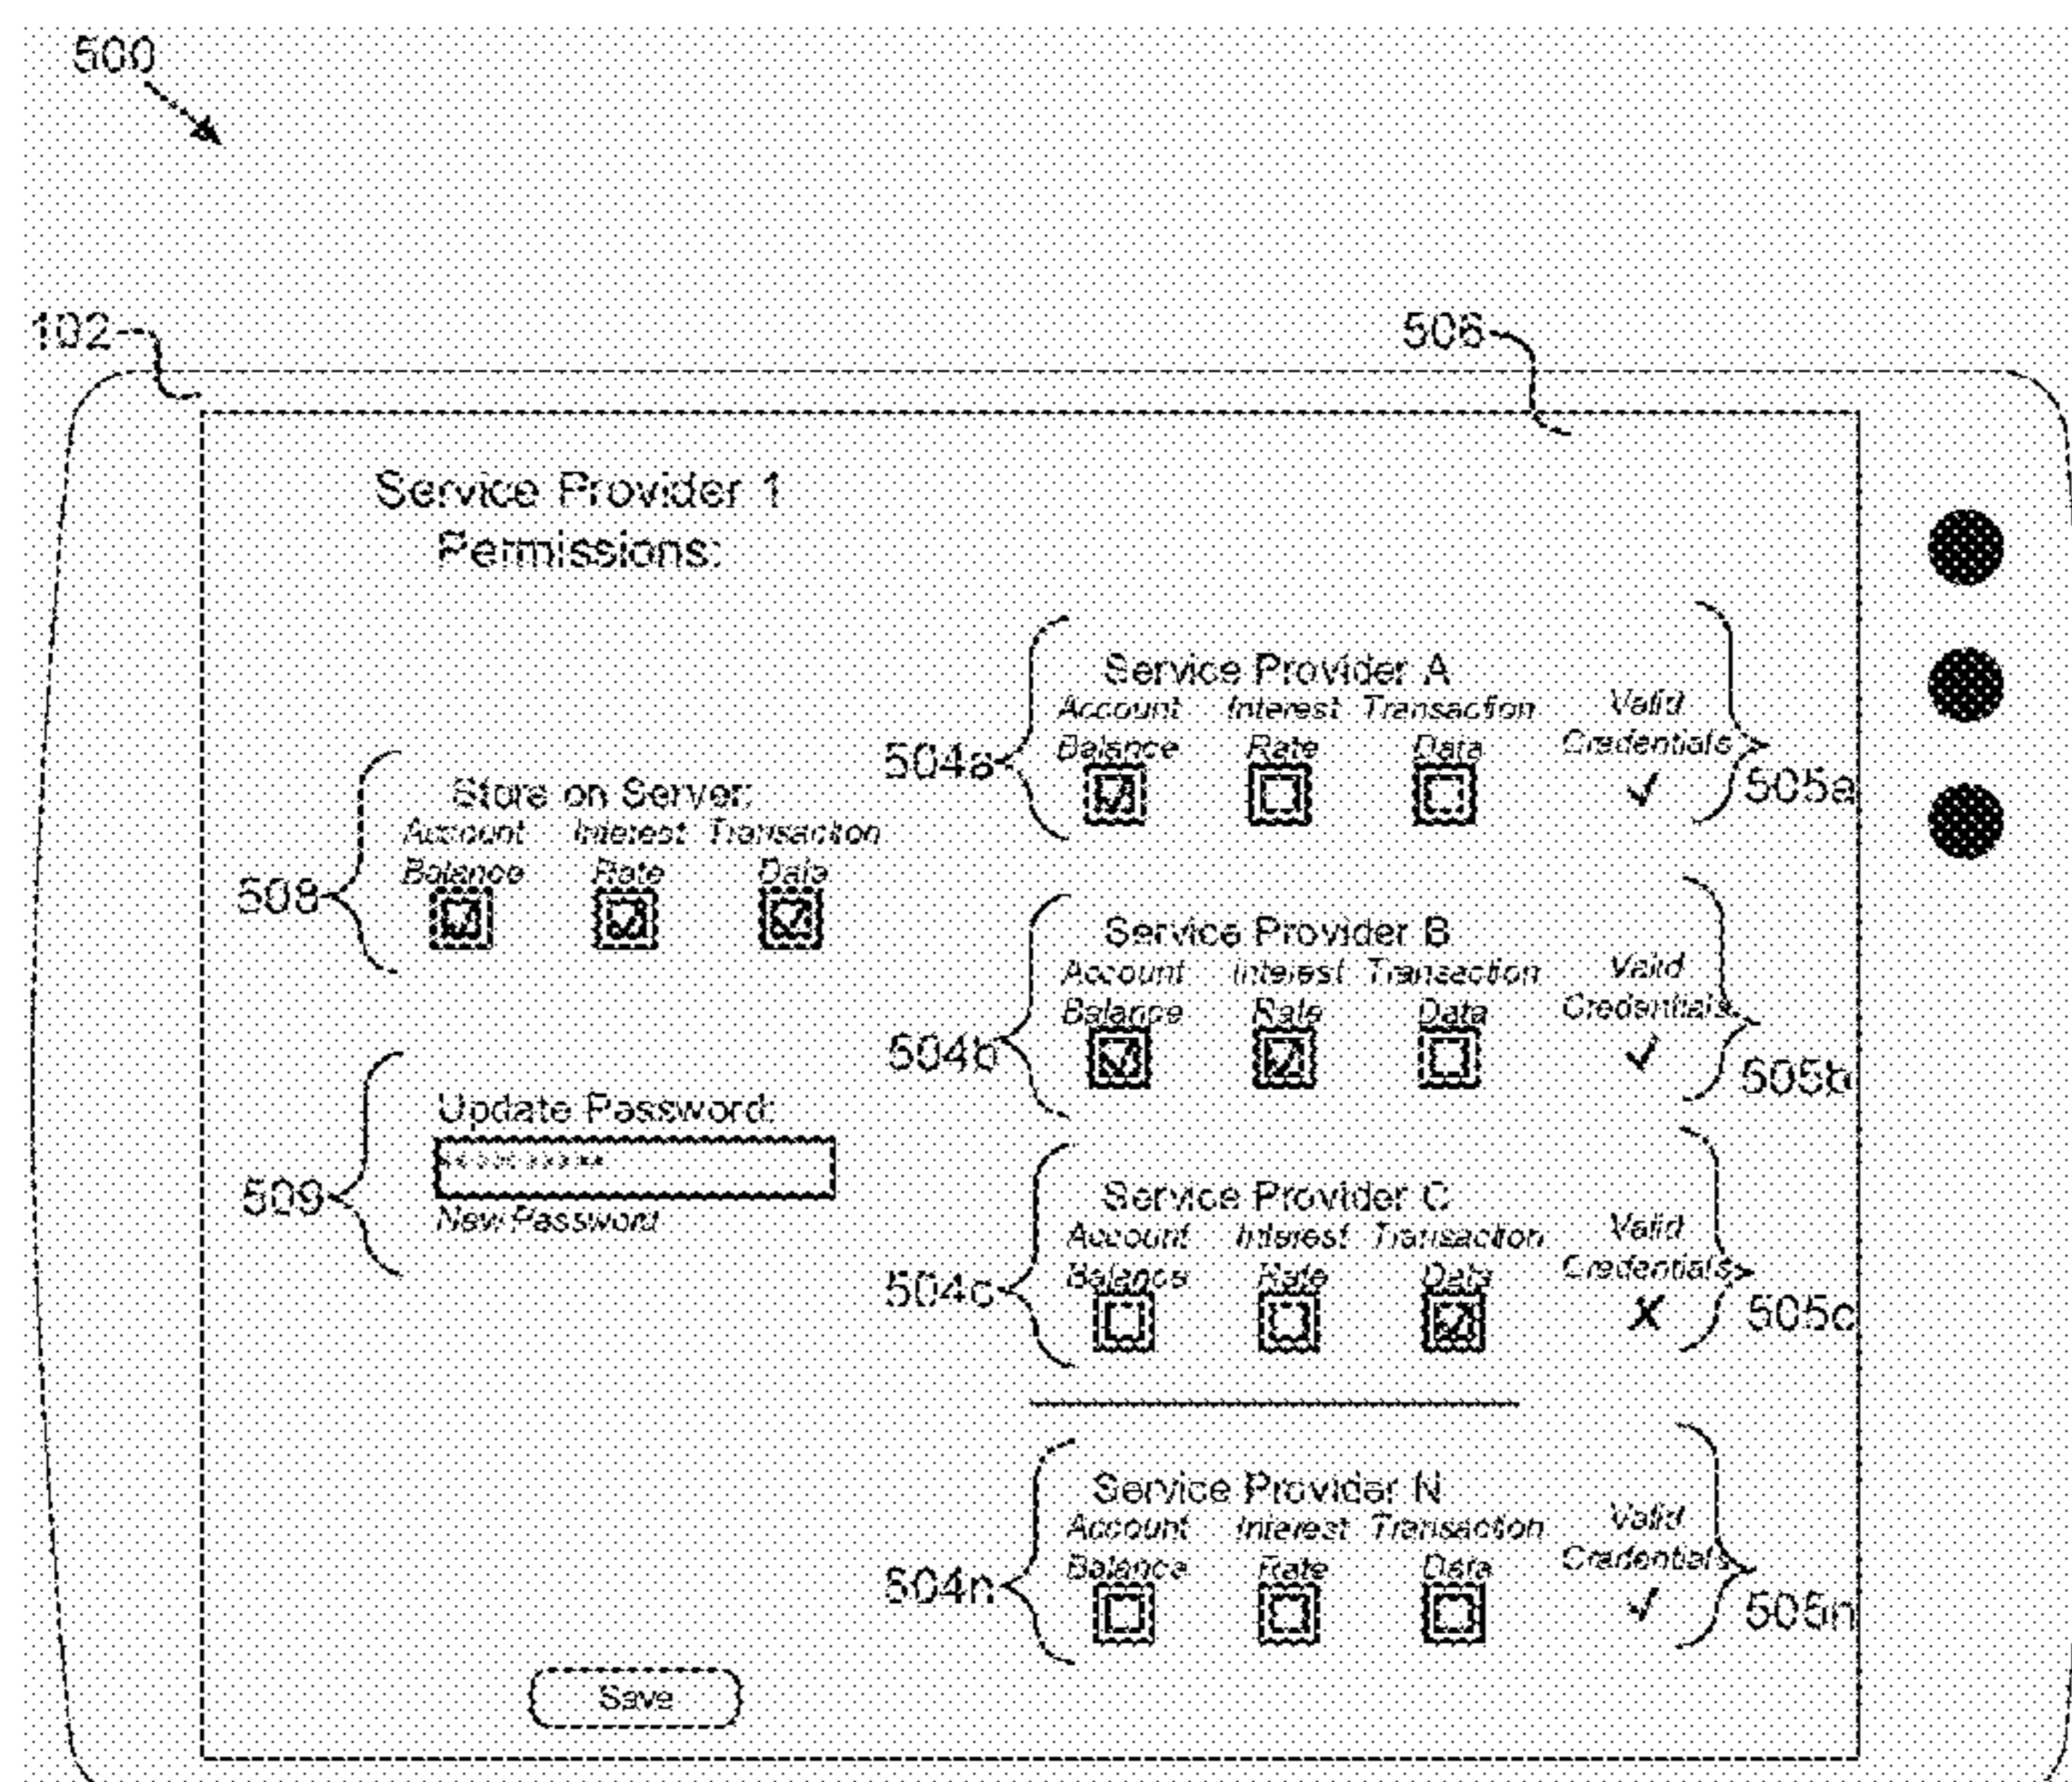 500
102
506
Service Provider 1
Permissions:
508
Store on Server:
Account Interest Transaction
Balance Rate Data
509
Update Password:
New Password
Save
504a
Service Provider A
Account Interest Transaction
Balance Rate Data
Valid
Credentials
505a
504b
Service Provider B
Account Interest Transaction
Balance Rate Data
Valid
Credentials
505b
504c
Service Provider C
Account Interest Transaction
Balance Rate Data
Valid
Credentials
505c
504n
Service Provider N
Account Interest Transaction
Balance Rate Data
Valid
Credentials
505n